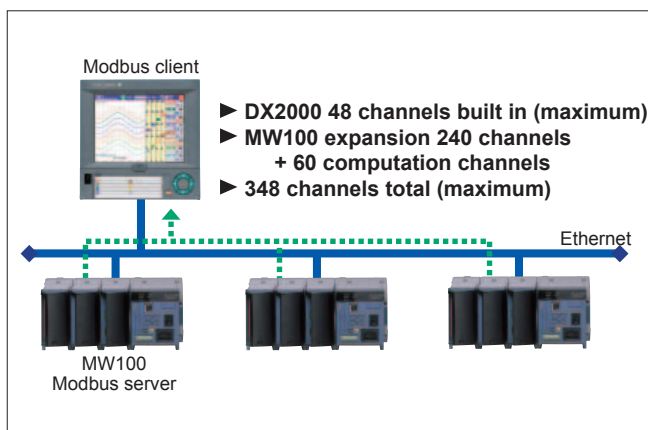 Modbus client
► DX2000 48 channels built in (maximum)
► MW100 expansion 240 channels
+ 60 computation channels
► 348 channels total (maximum)
Ethernet
MW100
Modbus server